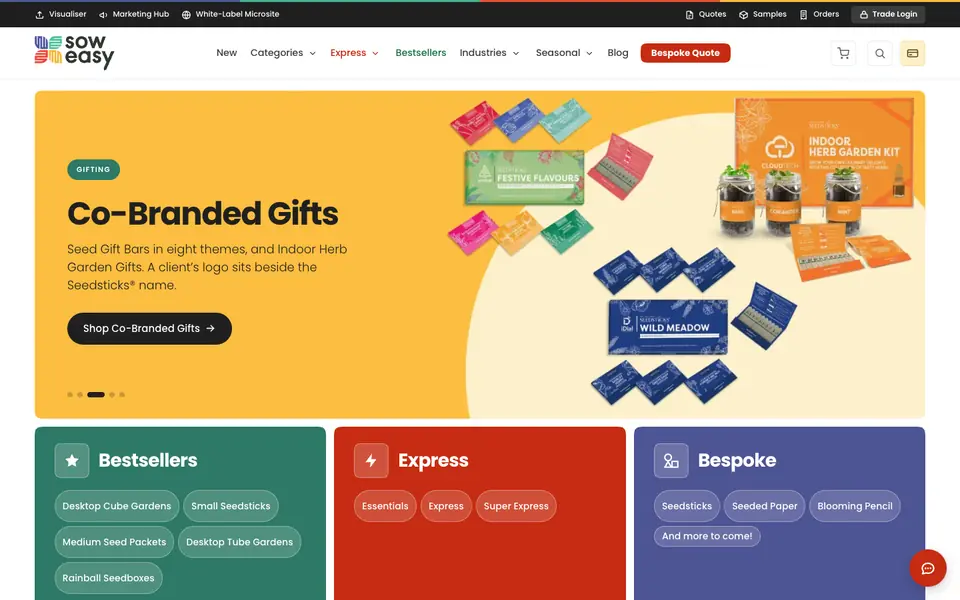 Visualiser
Marketing Hub
White-Label Microsite
Quotes
Samples
Orders
Trade Login
sow
easy
New
Categories
Express
Bestsellers
Industries
Seasonal
Blog
Bespoke Quote
GIFTING
Co-Branded Gifts
Seed Gift Bars in eight themes, and Indoor Herb
Garden Gifts. A client's logo sits beside the
Seedsticks® name.
Shop Co-Branded Gifts
FESTIVE FLAVOURS
CLOUDTECH
INDOOR
HERB GARDEN KIT
SEEDSTICKS
WILD MEADOW
Bestsellers
Desktop Cube Gardens
Small Seedsticks
Medium Seed Packets
Desktop Tube Gardens
Rainball Seedboxes
Express
Essentials
Express
Super Express
Bespoke
Seedsticks
Seeded Paper
Blooming Pencil
And more to come!